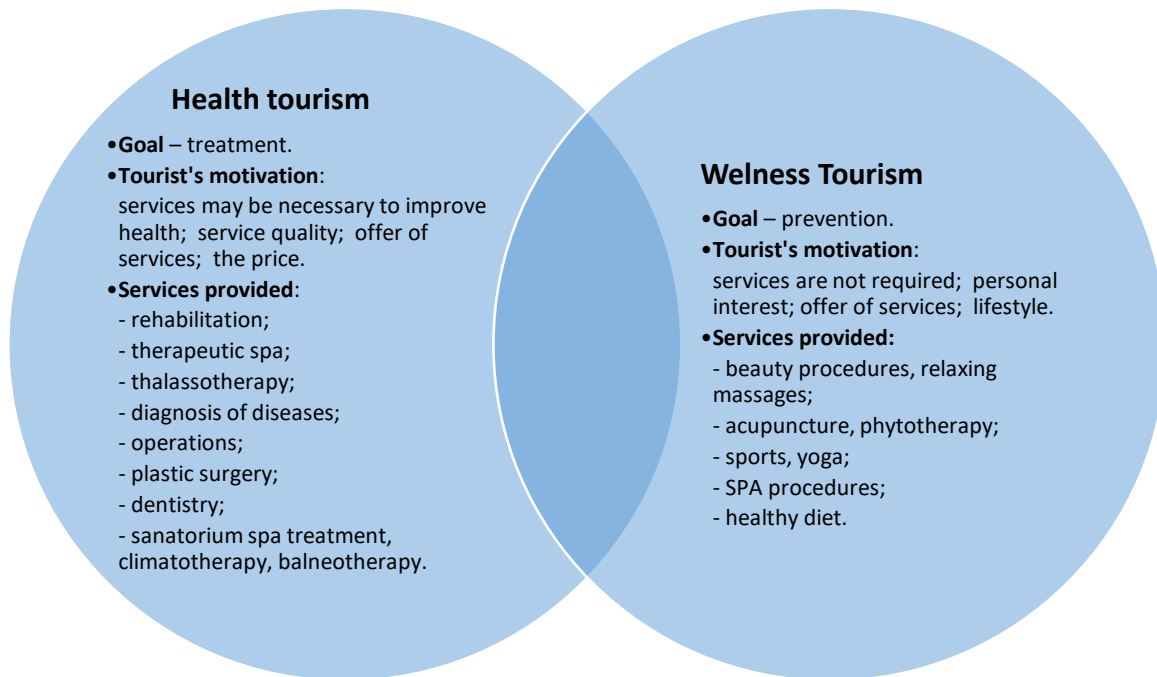 Health tourism
•Goal – treatment.
•Tourist's motivation:
services may be necessary to improve
health; service quality; offer of
services; the price.
•Services provided:
- rehabilitation;
- therapeutic spa;
- thalassotherapy;
- diagnosis of diseases;
- operations;
- plastic surgery;
- dentistry;
- sanatorium spa treatment,
climatotherapy, balneotherapy.
Welness Tourism
•Goal – prevention.
•Tourist's motivation:
services are not required; personal
interest; offer of services; lifestyle.
•Services provided:
- beauty procedures, relaxing
massages;
- acupuncture, phytotherapy;
- sports, yoga;
- SPA procedures;
- healthy diet.